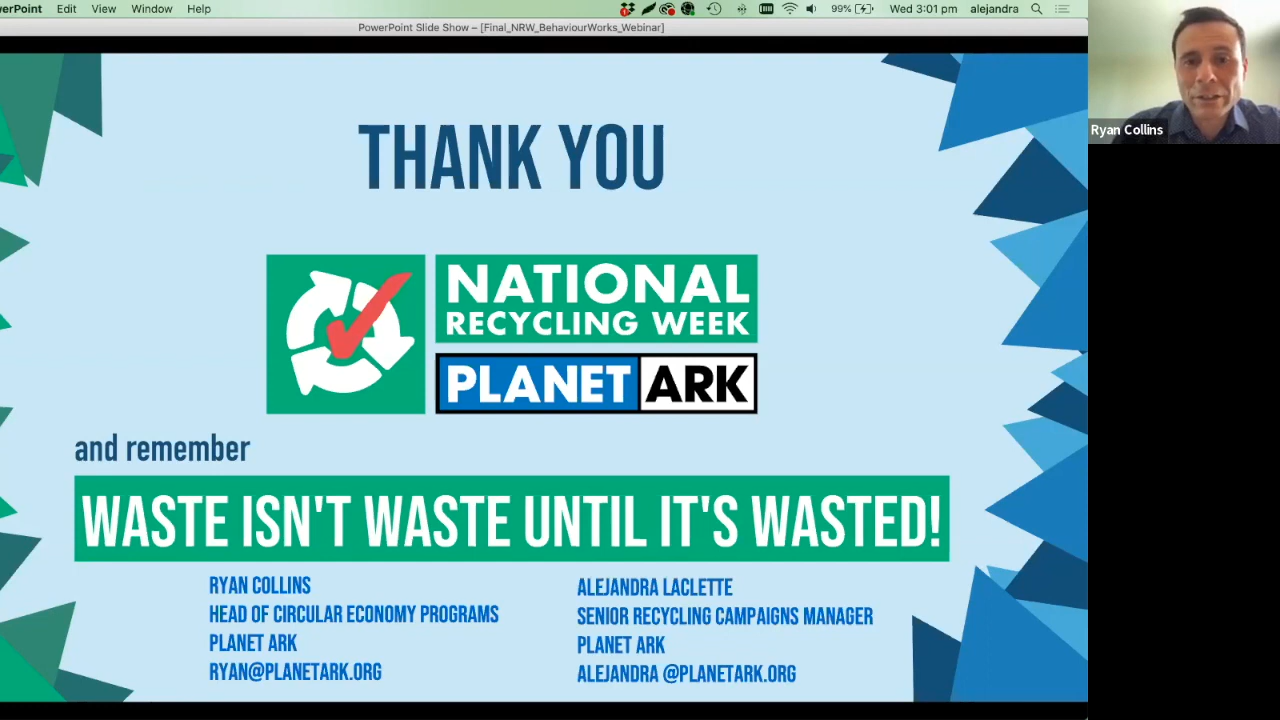 werPoint Edit View Window Help 99% Wed 3:01 pm alejandra
PowerPoint Slide Show – [Final_NRW_BehaviourWorks_Webinar]
Ryan Collins
THANK YOU
NATIONAL
RECYCLING WEEK
PLANET ARK
and remember
WASTE ISN'T WASTE UNTIL IT'S WASTED!
RYAN COLLINS
HEAD OF CIRCULAR ECONOMY PROGRAMS
PLANET ARK
RYAN@PLANETARK.ORG
ALEJANDRA LACLETTE
SENIOR RECYCLING CAMPAIGNS MANAGER
PLANET ARK
ALEJANDRA @PLANETARK.ORG